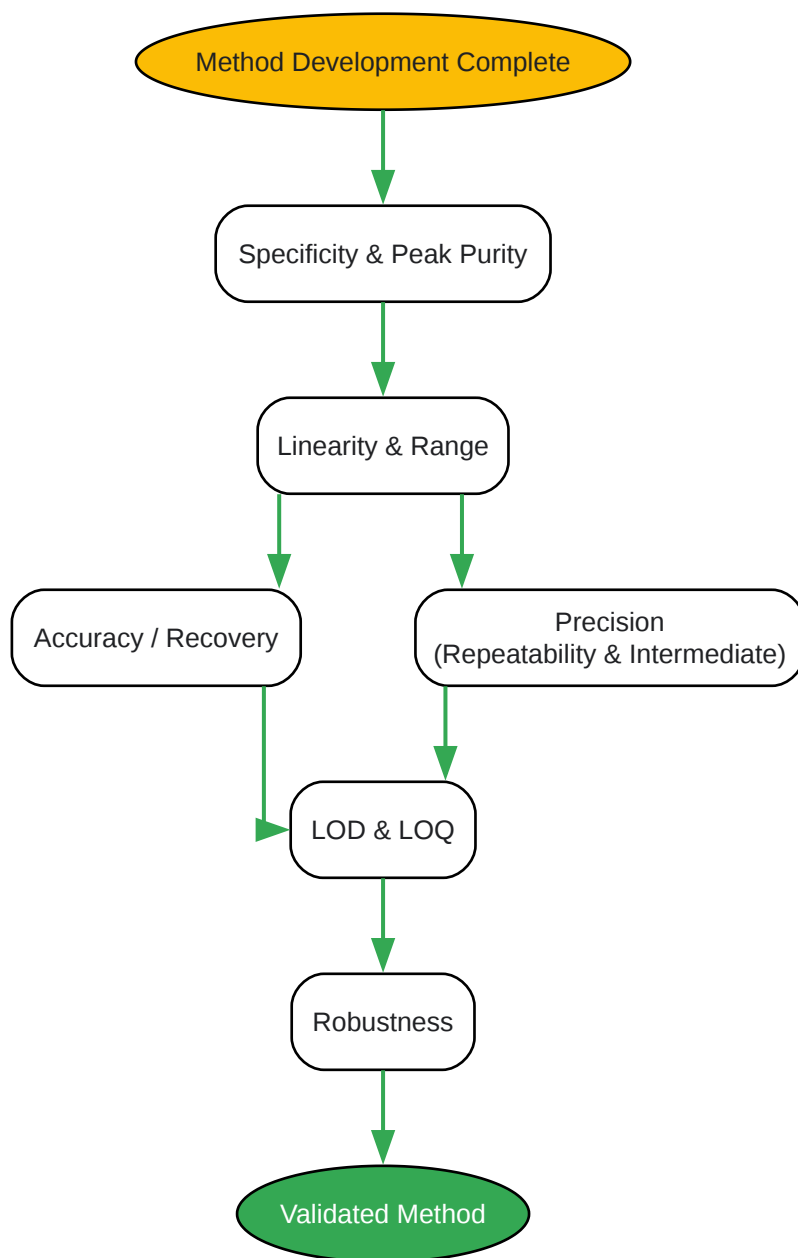 Method Development Complete
Specificity & Peak Purity
Linearity & Range
Accuracy / Recovery
Precision
(Repeatability & Intermediate)
LOD & LOQ
Robustness
Validated Method